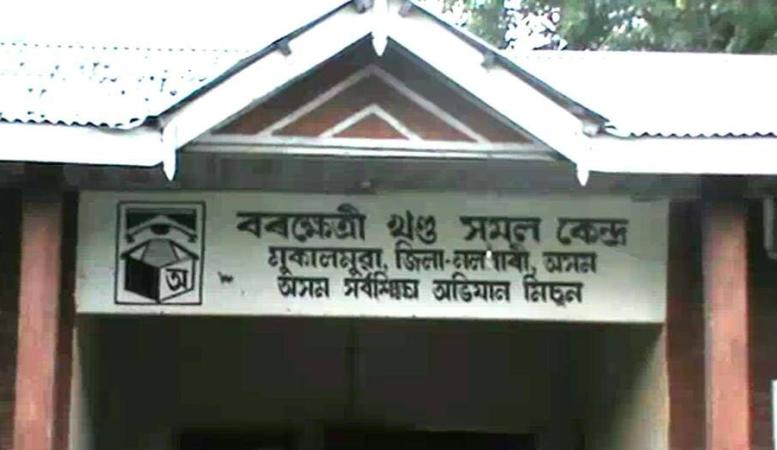 বৰক্ষেত্ৰী খণ্ড সমল কেন্দ্ৰ
মুকালমুৱা, জিলা-নলবাৰী, অসম
অসম সৰ্বশিক্ষা অভিযান মিছন
অ